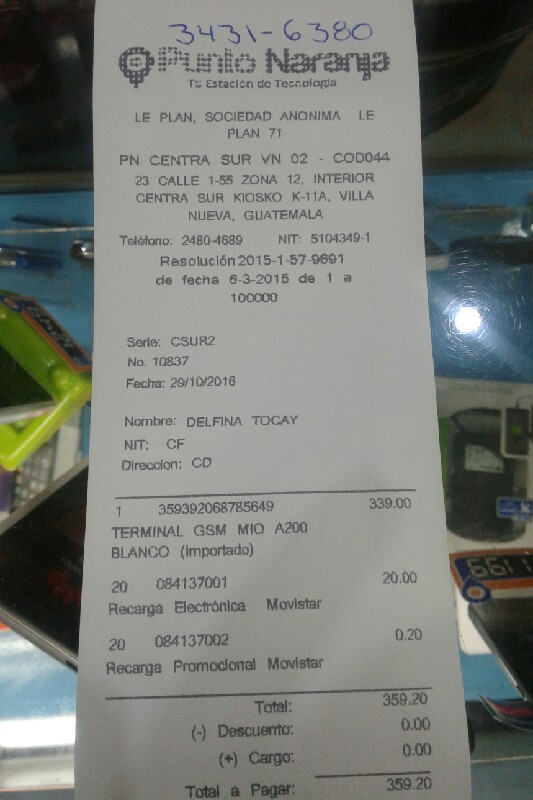 3431-6380
Punto Naranja
Tu Estación de Tecnología
LE PLAN, SOCIEDAD ANONIMA LE
PLAN 71
PN CENTRA SUR VN 02 - COD044
23 CALLE 1-55 ZONA 12, INTERIOR
CENTRA SUR KIOSKO K-11A, VILLA
NUEVA, GUATEMALA
Teléfono: 2480-4689 NIT: 5104349-1
Resolución 2015-1-57-9691
de fecha 6-3-2015 de 1 a
100000
Serie: CSUR2
No. 10837
Fecha: 29/10/2016
Nombre: DELFINA TOCAY
NIT: CF
Direccion: CD
1 359392068785649 339.00
TERMINAL GSM MIO A200
BLANCO (Importado)
20 084137001 20.00
Recarga Electrónica Movistar
20 084137002 0.20
Recarga Promocional Movistar
Total: 359.20
(-) Descuento: 0.00
(+) Cargo: 0.00
Total a Pagar: 359.20
1199